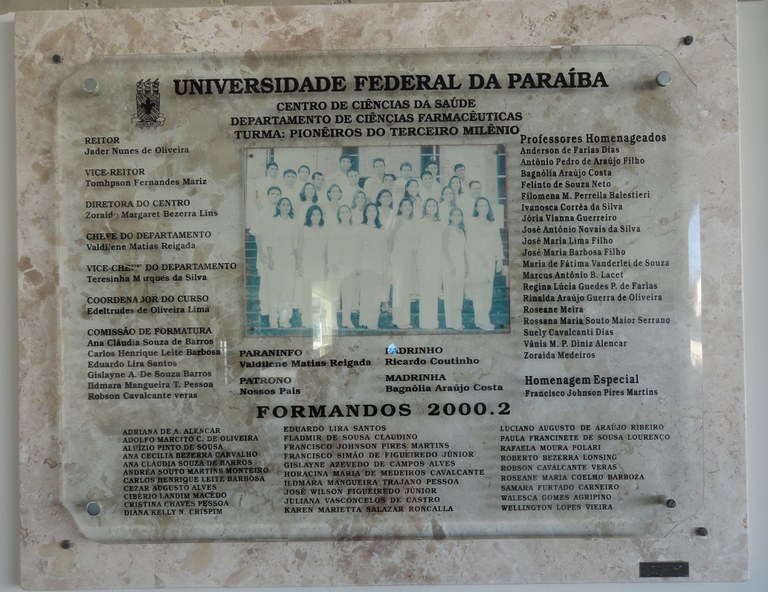 UNIVERSIDADE FEDERAL DA PARAÍBA
CENTRO DE CIÊNCIAS DA SAÚDE
DEPARTAMENTO DE CIÊNCIAS FARMACÊUTICAS
TURMA: PIONÊIROS DO TERCEIRO MILÊNIO
REITOR
Jader Nunes de Oliveira
VICE-REITOR
Tomhpson Fernandes Mariz
DIRETORA DO CENTRO
Margaret Bezerra Lins
CHEFE DO DEPARTAMENTO
Valdilene Matias Reigada
VICE-CHEFE DO DEPARTAMENTO
Teresinha Marques da Silva
COORDENADOR DO CURSO
Edeltrudes de Oliveira Lima
COMISSÃO DE FORMATURA
Ana Cláudia Souza de Barros
Carlos Henrique Leite Barbosa
Eduardo Lira Santos
Gislayne A. De Souza Barros
Ildmara Mangueira T. Pessoa
Robson Cavalcante veras
Professores Homenageados
Anderson de Farias Dias
Antônio Pedro de Araújo Filho
Bagnólia Araújo Costa
Felinto de Souza Neto
Filomena M. Perrella Balestieri
Ivanosca Corrêa da Silva
Jória Vianna Guerreiro
José Antônio Novais da Silva
José Maria Lima Filho
José Maria Barbosa Filho
Maria de Fátima Vanderlei de Souza
Marcus Antônio B. Lacet
Regina Lúcia Guedes P. de Farias
Rinalda Araújo Guerra de Oliveira
Roseane Meira
Rossana Maria Souto Maior Serrano
Suely Cavalcanti Dias
Vânia M. P. Diniz Alencar
Zoraida Medeiros
Homenagem Especial
Francisco Johnson Pires Martins
PARANINFO
Valdilene Matias Reigada
PATRONO
Nossos Pais
PADRINHO
Ricardo Coutinho
MADRINHA
Bagnólia Araújo Costa
FORMANDOS 2000.2
ADRIANA DE A. ALENCAR
ADOLFO MARCITO C. DE OLIVEIRA
ALUÍZIO PINTO DE SOUSA
ANA CECÍLIA BEZERRA CARVALHO
ANA CLAUDIA SOUZA DE BARROS
ANDRÉA SOUTO MARTINS MONTEIRO
CARLOS HENRIQUE LEITE BARBOSA
CEZAR AUGUSTO ALVES
CIBÉRIO LANDIM MACÊDO
CRISTINA CHAVES PESSOA
DIANA KELLY N. CRISPIM
EDUARDO LIRA SANTOS
FLADMIR DE SOUSA CLAUDINO
FRANCISCO JOHNSON PIRES MARTINS
FRANCISCO SIMÃO DE FIGUEIREDO JÚNIOR
GISLAYNE AZEVEDO DE CAMPOS ALVES
HORACINA MARIA DE MEDEIROS CAVALCANTE
ILDMARA MANGUEIRA TRAJANO PESSOA
JOSÉ WILSON FIGUEIREDO JÚNIOR
JULIANA VASCONCELOS DE CASTRO
KAREN MARIETTA SALAZAR RONCALLA
LUCIANO AUGUSTO DE ARAÚJO RIBEIRO
PAULA FRANCINETE DE SOUSA LOURENÇO
RAFAELA MOURA POLARI
ROBERTO BEZERRA LONSING
ROBSON CAVALCANTE VERAS
ROSEANE MARIA COELHO BARBOZA
SAMARA FURTADO CARNEIRO
WALESCA GOMES AGRIPINO
WELLINGTON LOPES VIEIRA